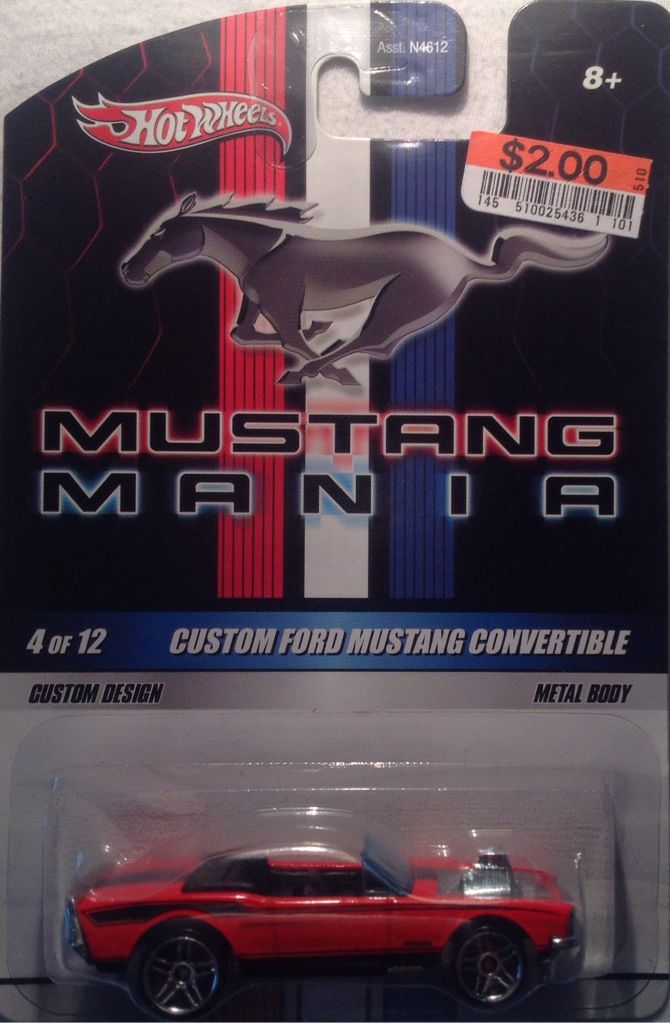 Asst. N4612
8+
HOT WHEELS
$2.00
510
145 510025436 1 101
MUSTANG
MANIA
4 OF 12 CUSTOM FORD MUSTANG CONVERTIBLE
CUSTOM DESIGN METAL BODY